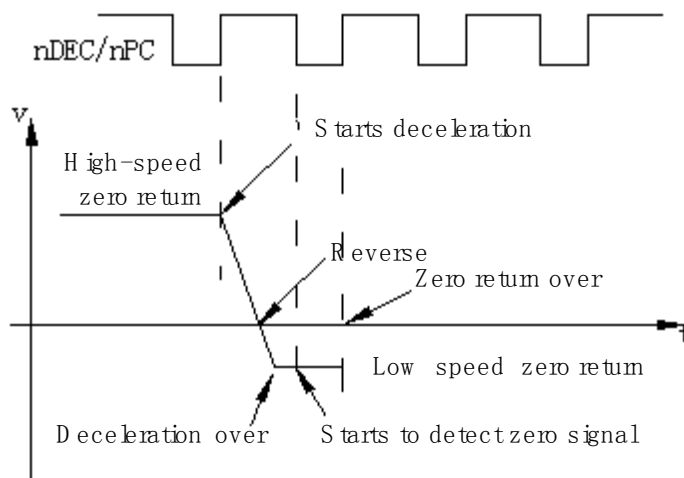 nDEC/nPC
v
Starts deceleration
High-speed
zero return
Reverse
Zero return over
t
Low speed zero return
Deceleration over
Starts to detect zero signal